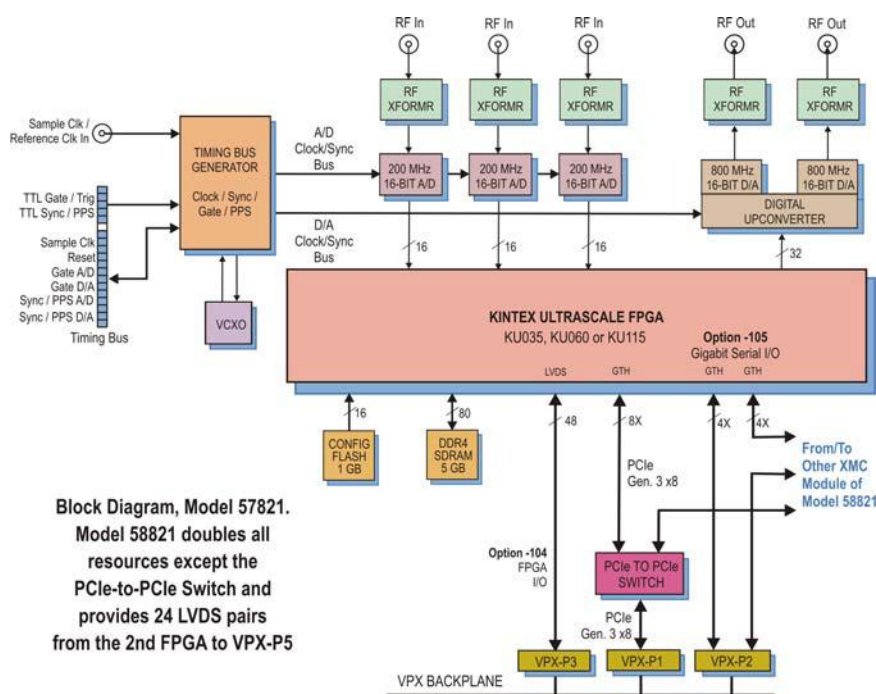 RF In
RF In
RF In
RF Out
RF Out
RF
XFORMR
RF
XFORMR
RF
XFORMR
RF
XFORMR
RF
XFORMR
Sample Clk /
Reference Clk In
TIMING BUS
GENERATOR
Clock / Sync /
Gate / PPS
A/D
Clock/Sync
Bus
200 MHz
16-BIT A/D
200 MHz
16-BIT A/D
200 MHz
16-BIT A/D
800 MHz
16-BIT D/A
800 MHz
16-BIT D/A
DIGITAL
UPCONVERTER
TTL Gate / Trig
TTL Sync / PPS
Sample Clk
Reset
Gate A/D
Gate D/A
Sync / PPS A/D
Sync / PPS D/A
Timing Bus
D/A
Clock/Sync
Bus
VCXO
16
16
16
32
KINTEX ULTRASCALE FPGA
KU035, KU060 or KU115
Option -105
Gigabit Serial I/O
LVDS
GTH
GTH
GTH
16
80
48
8X
4X
4X
CONFIG
FLASH
1 GB
DDR4
SDRAM
5 GB
PCIe
Gen. 3 x8
From/To
Other XMC
Module of
Model 58821
Block Diagram, Model 57821.
Model 58821 doubles all
resources except the
PCIe-to-PCIe Switch and
provides 24 LVDS pairs
from the 2nd FPGA to VPX-P5
Option -104
FPGA
I/O
PCIe TO PCIe
SWITCH
PCIe
Gen. 3 x8
VPX-P3
VPX-P1
VPX-P2
VPX BACKPLANE